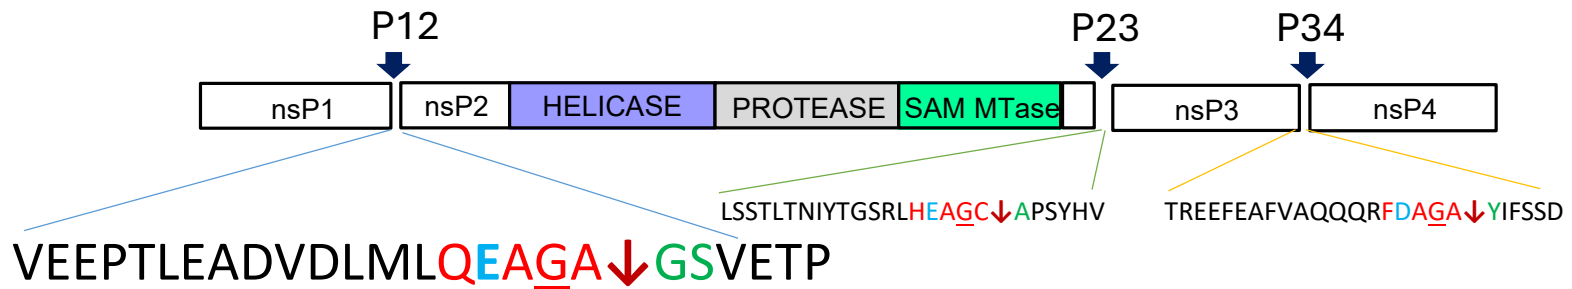 P12 P23 P34
nsP1 nsP2 HELICASE PROTEASE SAM MTase nsP3 nsP4
LSSTLTNIYTGSRLHEAGC↓APSYHV TREEFEAFVAQQQRFDAGA↓YIFSSD
VEEPTLEADVDLMLQEAGA↓GSVETP